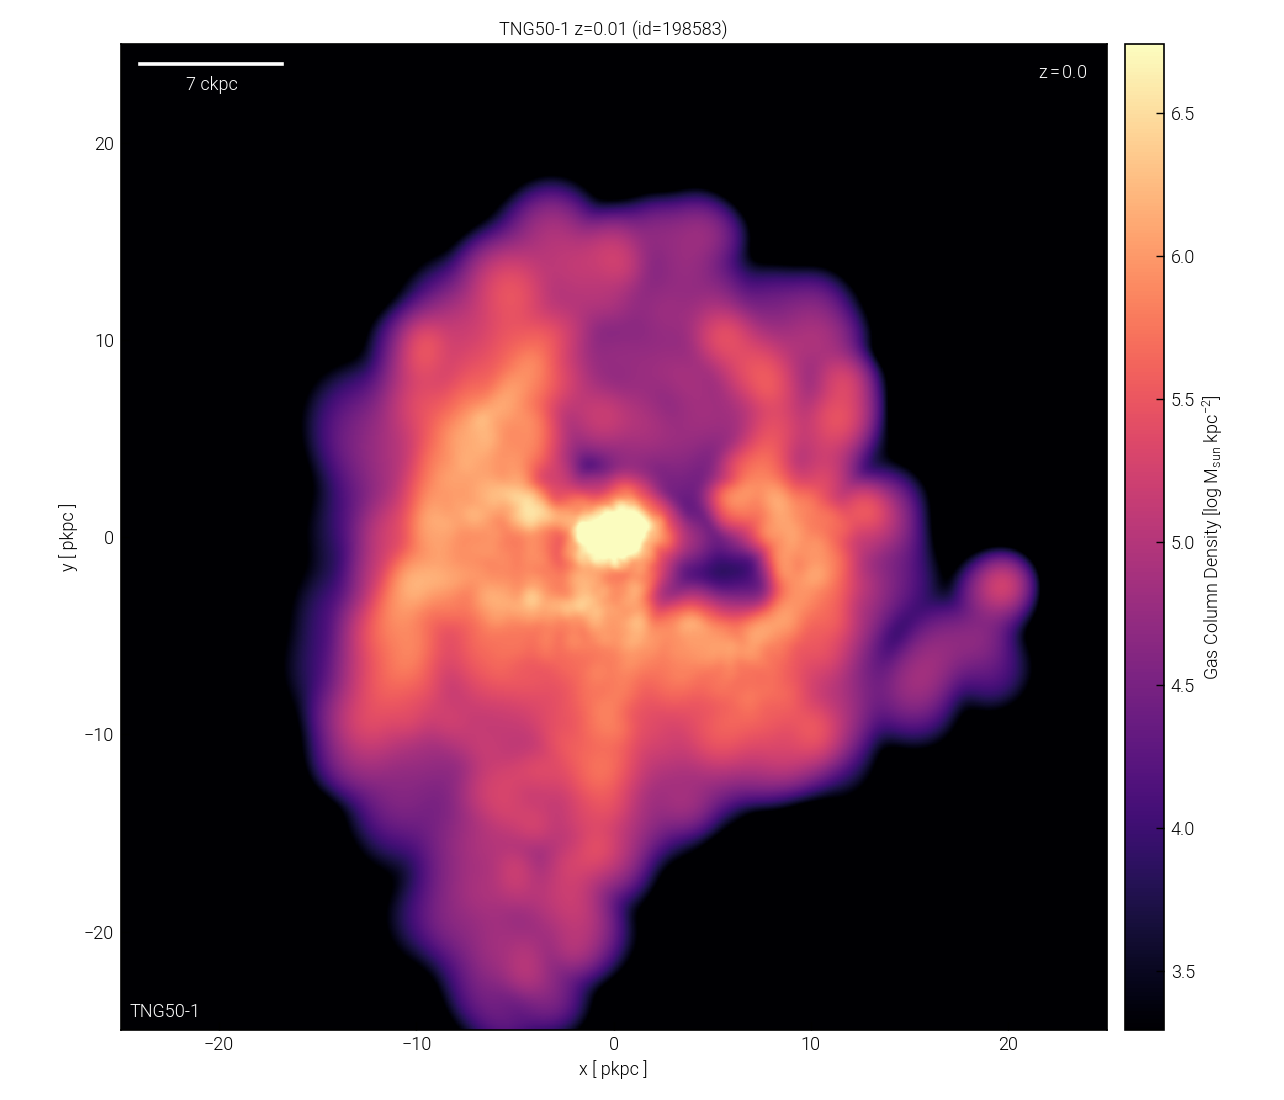 TNG50-1 z=0.01 (id=198583)
7 ckpc
z=0.0
20
10
0
−10
−20
y [ pkpc ]
TNG50-1
−20
−10
0
10
20
x [ pkpc ]
6.5
6.0
5.5
5.0
4.5
4.0
3.5
Gas Column Density [log M_sun kpc⁻²]